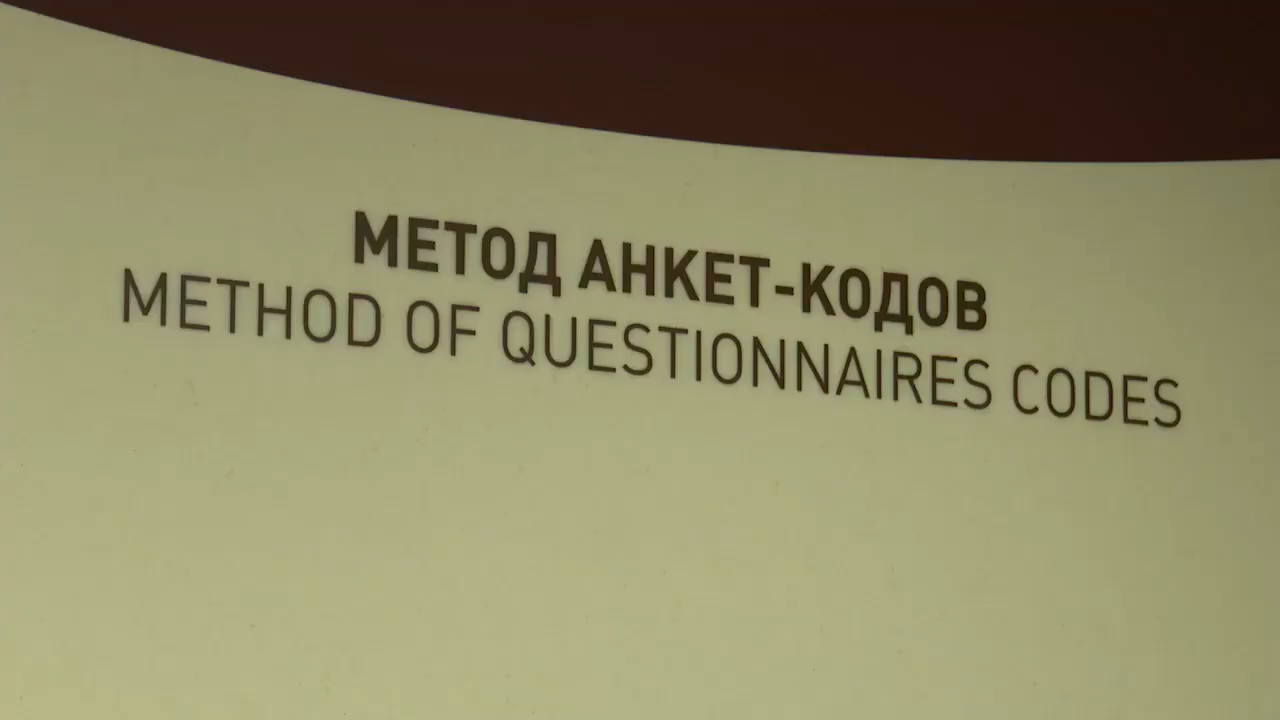 МЕТОД АНКЕТ-КОДОВ
METHOD OF QUESTIONNAIRES CODES